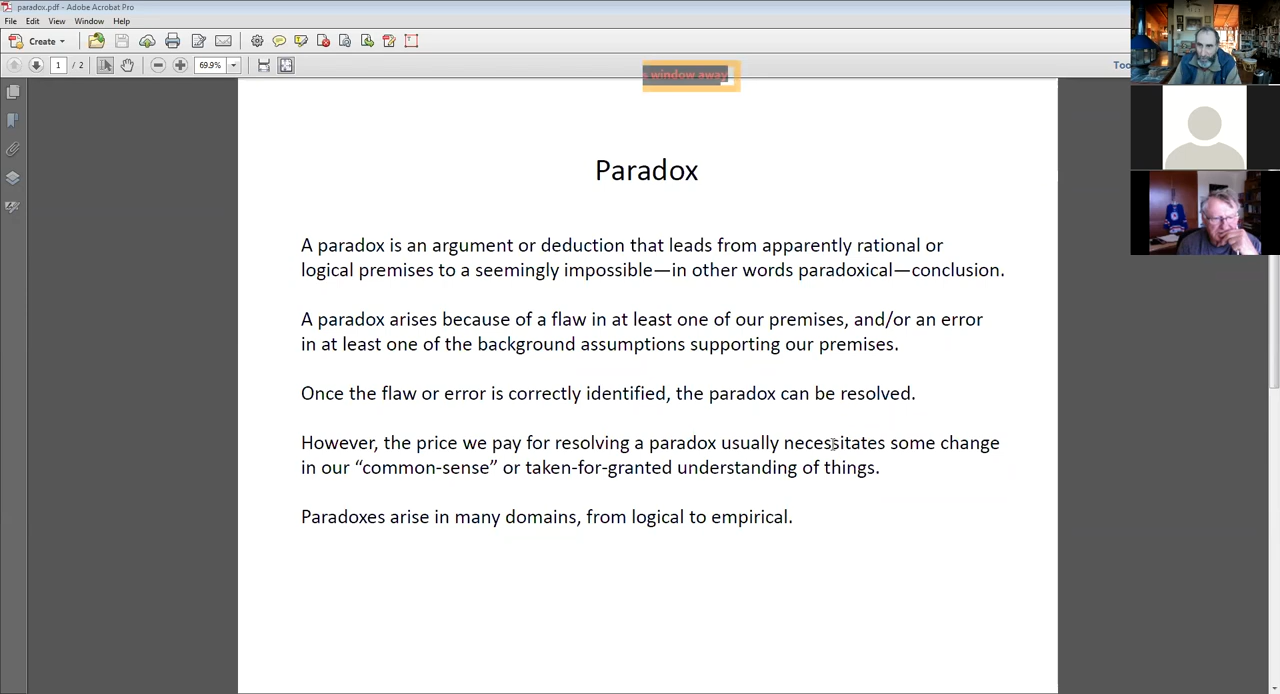 paradox.pdf - Adobe Acrobat Pro
File Edit View Window Help
Create
1 / 2 69.9%
s window away
Paradox
A paradox is an argument or deduction that leads from apparently rational or
logical premises to a seemingly impossible—in other words paradoxical—conclusion.
A paradox arises because of a flaw in at least one of our premises, and/or an error
in at least one of the background assumptions supporting our premises.
Once the flaw or error is correctly identified, the paradox can be resolved.
However, the price we pay for resolving a paradox usually necessitates some change
in our “common-sense” or taken-for-granted understanding of things.
Paradoxes arise in many domains, from logical to empirical.